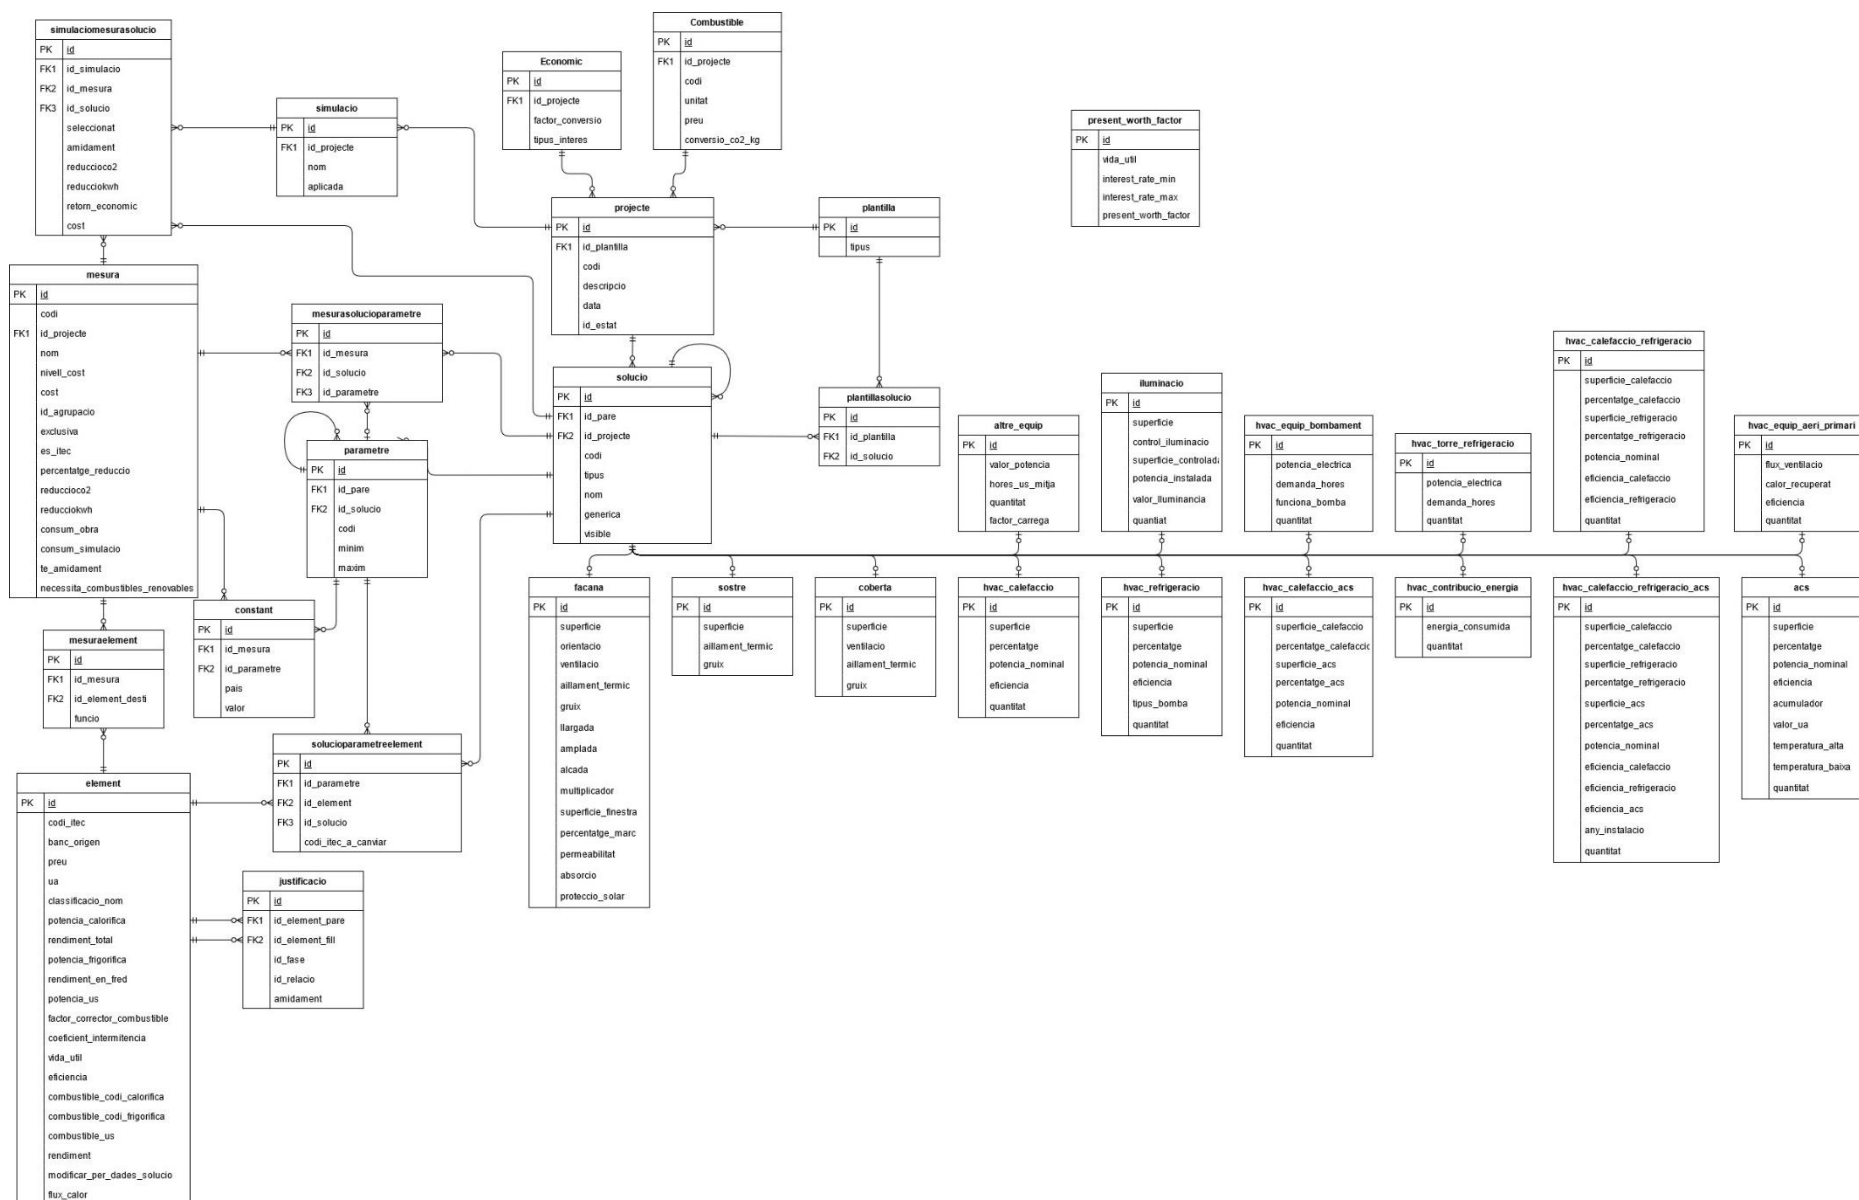 simulaciomesurasolucio
PK id
FK1 id_simulacio
FK2 id_mesura
FK3 id_solucio
seleccionat
amidament
reduccioco2
reducciokwh
retorn_economic
cost
simulacio
PK id
FK1 id_projecte
nom
aplicada
Economic
PK id
FK1 id_projecte
factor_conversio
tipus_interes
Combustible
PK id
FK1 id_projecte
codi
unitat
preu
conversio_co2_kg
present_worth_factor
PK id
vida_util
interest_rate_min
interest_rate_max
present_worth_factor
projecte
PK id
FK1 id_plantilla
codi
descripcio
data
id_estat
plantilla
PK id
tipus
mesura
PK id
codi
FK1 id_projecte
nom
nivell_cost
cost
id_agrupacio
exclusiva
es_itec
percentatge_reduccio
reduccioco2
reducciokwh
consum_obra
consum_simulacio
te_amidament
necessita_combustibles_renovables
mesurasolucioparametre
PK id
FK1 id_mesura
FK2 id_solucio
FK3 id_parametre
solucio
PK id
FK1 id_pare
FK2 id_projecte
codi
tipus
nom
generica
visible
plantillasolucio
PK id
FK1 id_plantilla
FK2 id_solucio
parametre
PK id
FK1 id_pare
FK2 id_solucio
codi
minim
maxim
altre_equip
PK id
valor_potencia
hores_us_mitja
quantitat
factor_carrega
iluminacio
PK id
superficie
control_iluminacio
superficie_controlada
potencia_instalada
valor_lluminancia
quantiat
hvac_equip_bombament
PK id
potencia_electrica
demanda_hores
funciona_bomba
quantitat
hvac_torre_refrigeracio
PK id
potencia_electrica
demanda_hores
quantitat
hvac_calefaccio_refrigeracio
PK id
superficie_calefaccio
percentatge_calefaccio
superficie_refrigeracio
percentatge_refrigeracio
potencia_nominal
eficiencia_calefaccio
eficiencia_refrigeracio
quantitat
hvac_equip_aeri_primari
PK id
flux_ventilacio
calor_recuperat
eficiencia
quantitat
constant
PK id
FK1 id_mesura
FK2 id_parametre
pais
valor
mesuraelement
PK id
FK1 id_mesura
FK2 id_element_desti
funcio
solucioparametreelement
PK id
FK1 id_parametre
FK2 id_element
FK3 id_solucio
codi_itec_a_canviar
facana
PK id
superficie
orientacio
ventilacio
aillament_termic
gruix
llargada
amplada
alcada
multiplicador
superficie_finestra
percentatge_marc
permeabilitat
absorcio
proteccio_solar
sostre
PK id
superficie
aillament_termic
gruix
coberta
PK id
superficie
ventilacio
aillament_termic
gruix
hvac_calefaccio
PK id
superficie
percentatge
potencia_nominal
eficiencia
quantitat
hvac_refrigeracio
PK id
superficie
percentatge
potencia_nominal
eficiencia
tipus_bomba
quantitat
hvac_calefaccio_acs
PK id
superficie_calefaccio
percentatge_calefaccic
superficie_acs
percentatge_acs
potencia_nominal
eficiencia
quantitat
hvac_contribucio_energia
PK id
energia_consumida
quantitat
hvac_calefaccio_refrigeracio_acs
PK id
superficie_calefaccio
percentatge_calefaccio
superficie_refrigeracio
percentatge_refrigeracio
superficie_acs
percentatge_acs
potencia_nominal
eficiencia_calefaccio
eficiencia_refrigeracio
eficiencia_acs
any_instalacio
quantitat
acs
PK id
superficie
percentatge
potencia_nominal
eficiencia
acumulador
valor_ua
temperatura_alta
temperatura_baixa
quantitat
element
PK id
codi_itec
banc_origen
preu
ua
classificacio_nom
potencia_calorifica
rendiment_total
potencia_frigorifica
rendiment_en_fred
potencia_us
factor_corrector_combustible
coeficient_intermitencia
vida_util
eficiencia
combustible_codi_calorifica
combustible_codi_frigorifica
combustible_us
rendiment
modificar_per_dades_solucio
flux_calor
justificacio
PK id
FK1 id_element_pare
FK2 id_element_fill
id_fase
id_relacio
amidament